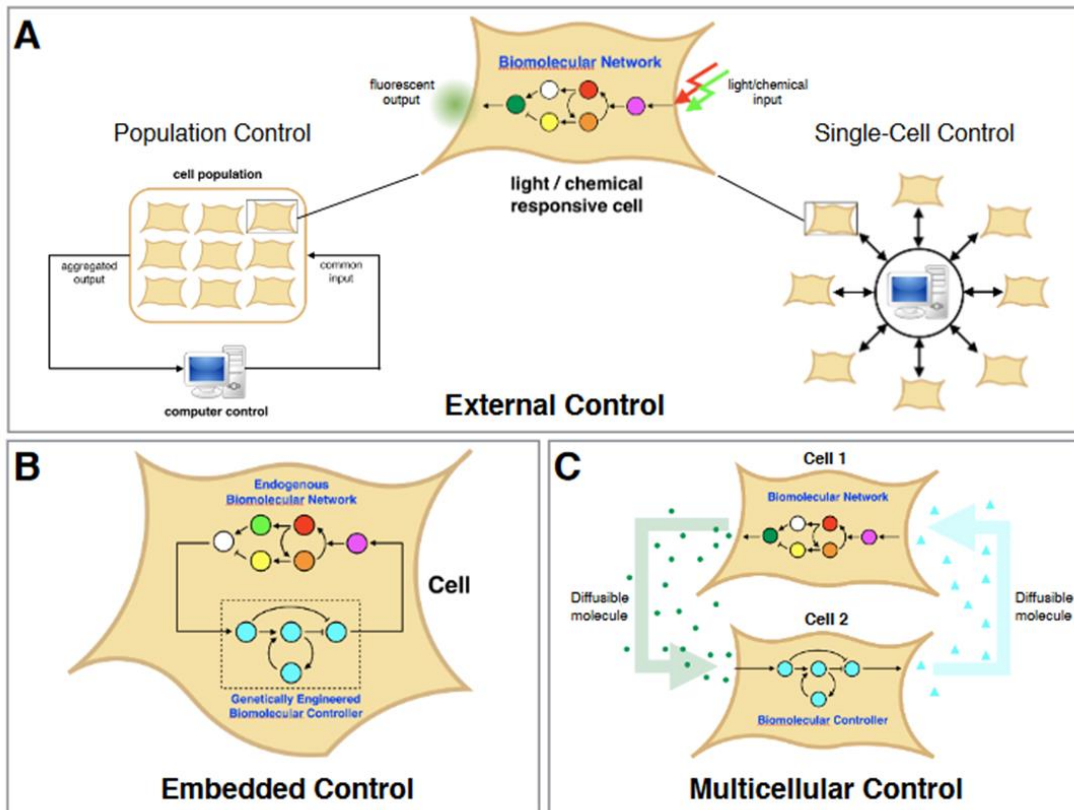 A
Biomolecular Network
fluorescent
output
light/chemical
input
Population Control
Single-Cell Control
cell population
light / chemical
responsive cell
aggregated
output
common
input
computer control
External Control
B
Endogenous
Biomolecular Network
Cell
Genetically Engineered
Biomolecular Controller
Embedded Control
C
Cell 1
Biomolecular Network
Diffusible
molecule
Diffusible
molecule
Cell 2
Biomolecular Controller
Multicellular Control